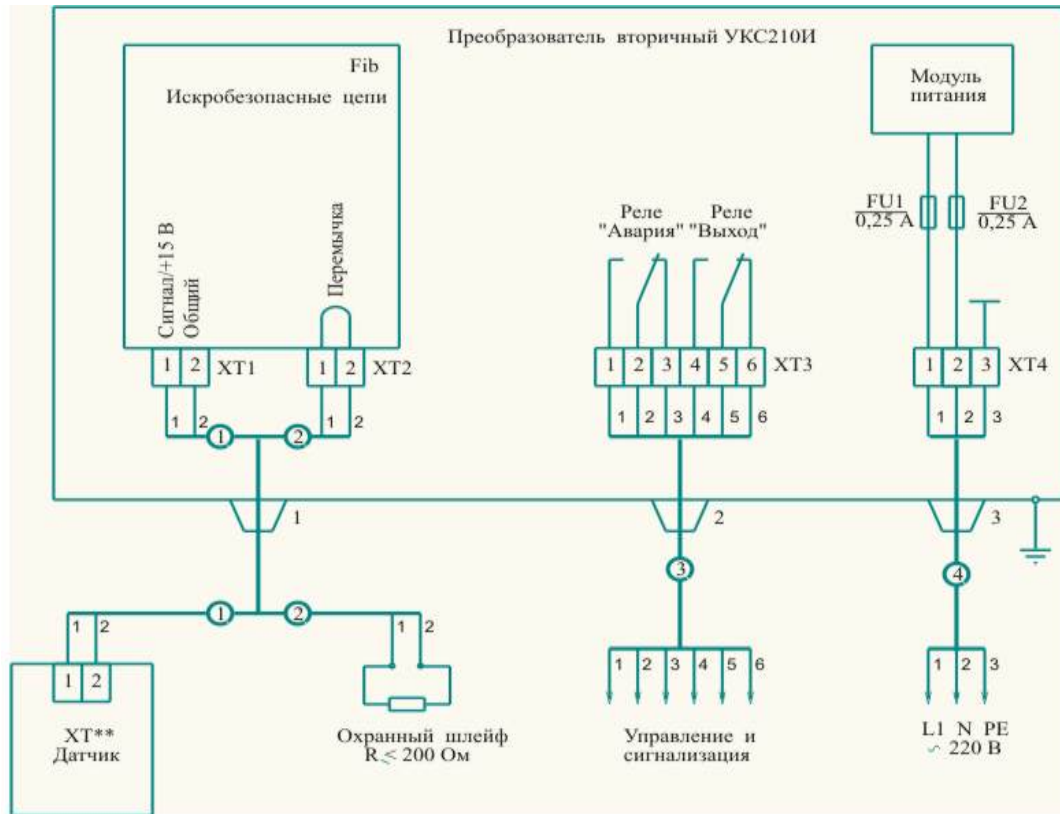 Преобразователь вторичный УКС210И
Fib
Искробезопасные цепи
Модуль
питания
FU1
0,25 А
FU2
0,25 А
Реле
"Авария"
Реле
"Выход"
Сигнал/+15 В
Общий
Перемычка
1 2 XT1
1 2 XT2
1 2 3 4 5 6 XT3
1 2 3 XT4
1 2
1 2
1 2 3 4 5 6
1 2 3
1 2
1 2 3
3 4
1 2
1 2
1 2
1 2 3 4 5 6
1 2 3
1 2
XT**
Датчик
Охранный шлейф
R ≤ 200 Ом
Управление и
сигнализация
L1 N PE
~ 220 В